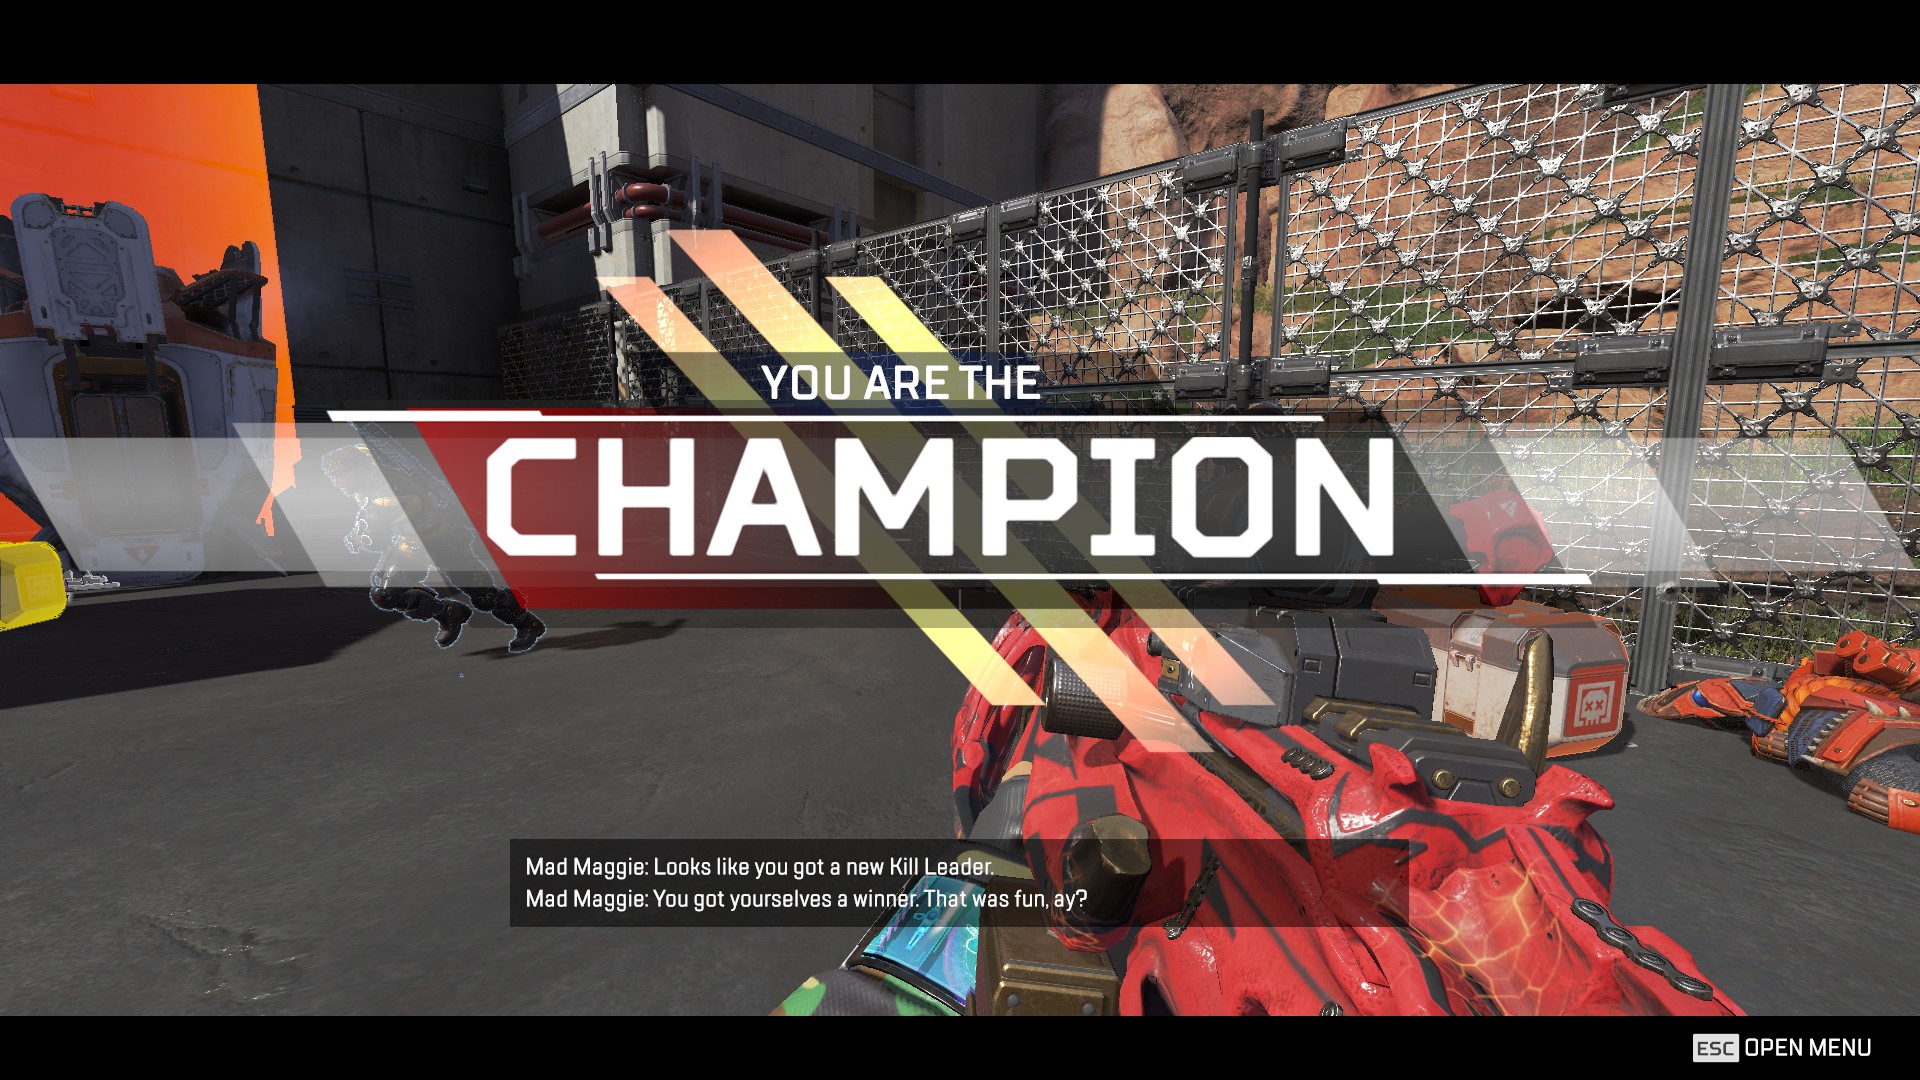 YOU ARE THE
CHAMPION
Mad Maggie: Looks like you got a new Kill Leader.
Mad Maggie: You got yourselves a winner. That was fun, ay?
ESC OPEN MENU